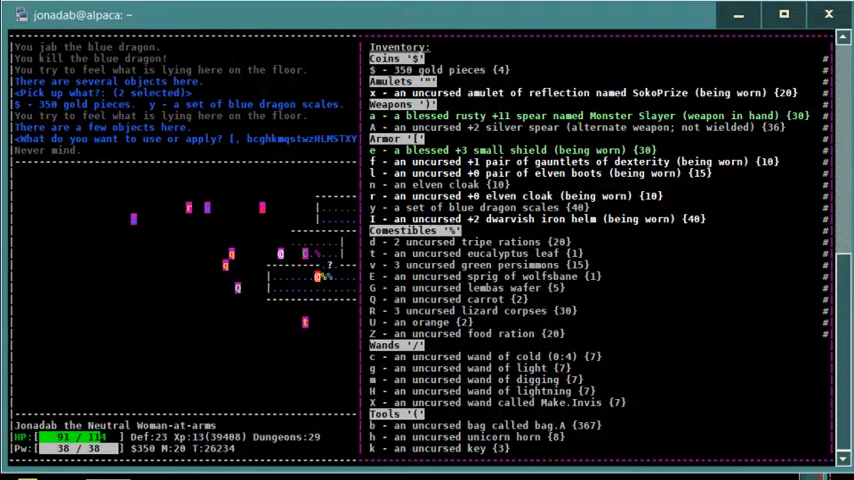 jonadab@alpaca: ~
You jab the blue dragon.
You kill the blue dragon!
You try to feel what is lying here on the floor.
There are several objects here.
<Pick up what?: (2 selected)>
$ - 350 gold pieces.  y - a set of blue dragon scales.
You try to feel what is lying here on the floor.
There are a few objects here.
<What do you want to use or apply? [, bcghkmqstwzHLMSTXY
Never mind.
Jonadab the Neutral Woman-at-arms
HP:[ 91 / 114 ] Def:23 Xp:13(39408) Dungeons:29
Pw:[ 38 / 38 ] $350 M:20 T:26234
Inventory:
Coins '$' #
$ - 350 gold pieces {4} #
Amulets '"' #
x - an uncursed amulet of reflection named SokoPrize (being worn) {20}
Weapons ')'
a - a blessed rusty +11 spear named Monster Slayer (weapon in hand) {30}
A - an uncursed +2 silver spear (alternate weapon; not wielded) {36}
Armor '[' #
e - a blessed +3 small shield (being worn) {30} #
f - an uncursed +1 pair of gauntlets of dexterity (being worn) {10} #
l - an uncursed +0 pair of elven boots (being worn) {15} #
n - an elven cloak {10} #
r - an uncursed +0 elven cloak (being worn) {10} #
y - a set of blue dragon scales {40} #
I - an uncursed +2 dwarvish iron helm (being worn) {40} #
Comestibles '%' #
d - 2 uncursed tripe rations {20} #
t - an uncursed eucalyptus leaf {1} #
v - 3 uncursed green persimmons {15} #
E - an uncursed sprig of wolfsbane {1} #
G - an uncursed lembas wafer {5} #
Q - an uncursed carrot {2} #
R - 3 uncursed lizard corpses {30} #
U - an orange {2} #
Z - an uncursed food ration {20} #
Wands '/'
c - an uncursed wand of cold (0:4) {7}
g - an uncursed wand of light {7}
m - an uncursed wand of digging {7}
H - an uncursed wand of lightning {7}
X - an uncursed wand called Make.Invis {7}
Tools '('
b - an uncursed bag called bag.A {367}
h - an uncursed unicorn horn {8}
k - an uncursed key {3}